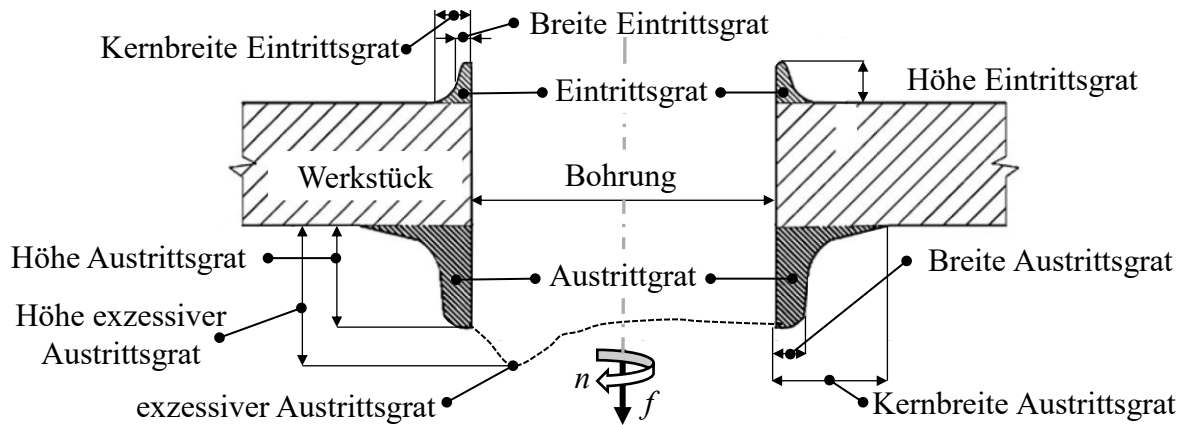 Breite Eintrittsgrat
Kernbreite Eintrittsgrat
Eintrittsgrat
Höhe Eintrittsgrat
Werkstück
Bohrung
Höhe Austrittsgrat
Austrittgrat
Breite Austrittsgrat
Höhe exzessiver
Austrittsgrat
n
f
exzessiver Austrittsgrat
Kernbreite Austrittsgrat